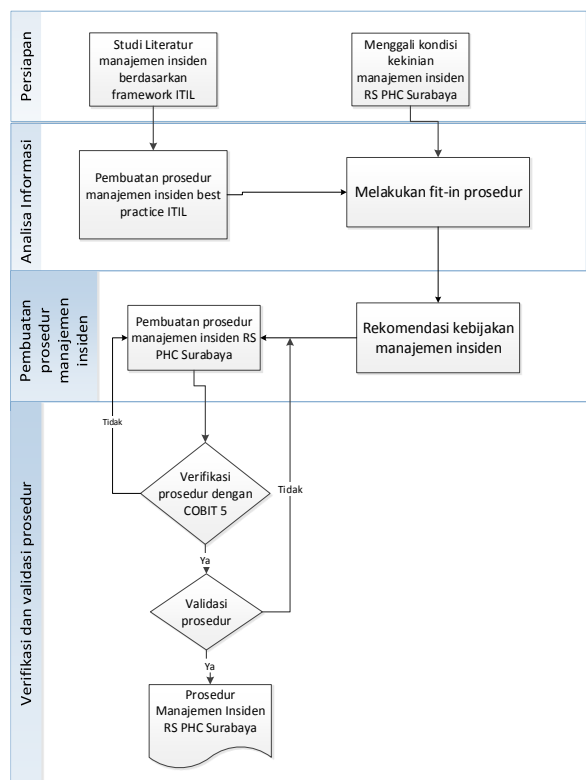 Persiapan
Studi Literatur
manajemen insiden
berdasarkan
framework ITIL
Menggali kondisi
kekinian
manajemen insiden
RS PHC Surabaya
Analisa Informasi
Pembuatan prosedur
manajemen insiden best
practice ITIL
Melakukan fit-in prosedur
Pembuatan
prosedur
manajemen
insiden
Pembuatan prosedur
manajemen insiden RS
PHC Surabaya
Rekomendasi kebijakan
manajemen insiden
Verifikasi dan validasi prosedur
Tidak
Verifikasi
prosedur dengan
COBIT 5
Tidak
Ya
Validasi
prosedur
Ya
Prosedur
Manajemen Insiden
RS PHC Surabaya